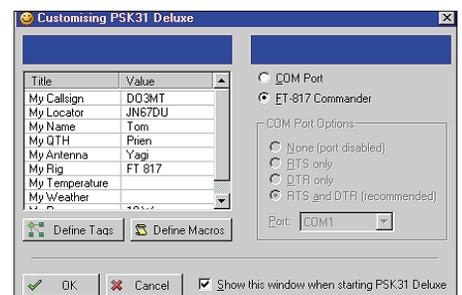 Customising PSK31 Deluxe
Title Value
My Callsign DO3MT
My Locator JN67DU
My Name Tom
My QTH Prien
My Antenna Yagi
My Rig FT 817
My Temperature
My Weather
Define Tags Define Macros
COM Port
FT-817 Commander
COM Port Options
None (port disabled)
RTS only
DTR only
RTS and DTR (recommended)
Port: COM1
OK Cancel Show this window when starting PSK31 Deluxe